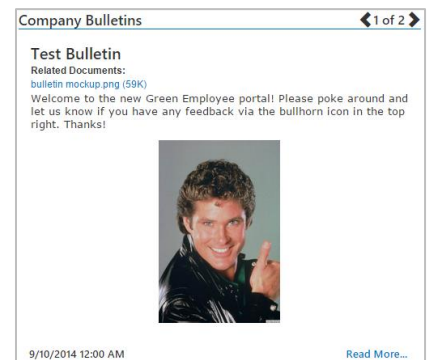 Company Bulletins
1 of 2
Test Bulletin
Related Documents:
bulletin mockup.png (59K)
Welcome to the new Green Employee portal! Please poke around and
let us know if you have any feedback via the bullhorn icon in the top
right. Thanks!
9/10/2014 12:00 AM
Read More...